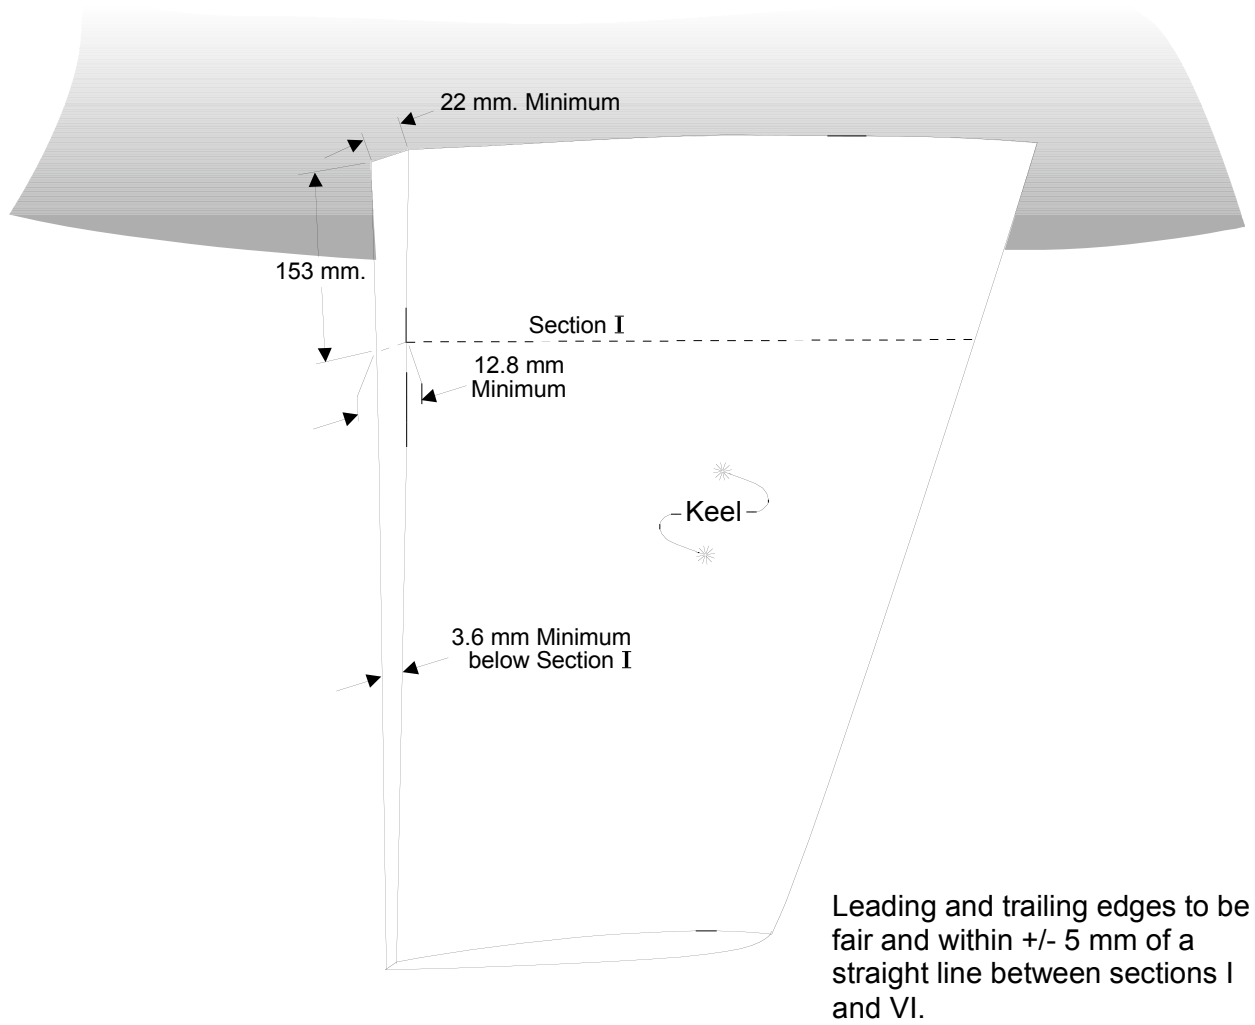 22 mm. Minimum
153 mm.
Section I
12.8 mm
Minimum
Keel
3.6 mm Minimum
below Section I
Leading and trailing edges to be
fair and within +/- 5 mm of a
straight line between sections I
and VI.